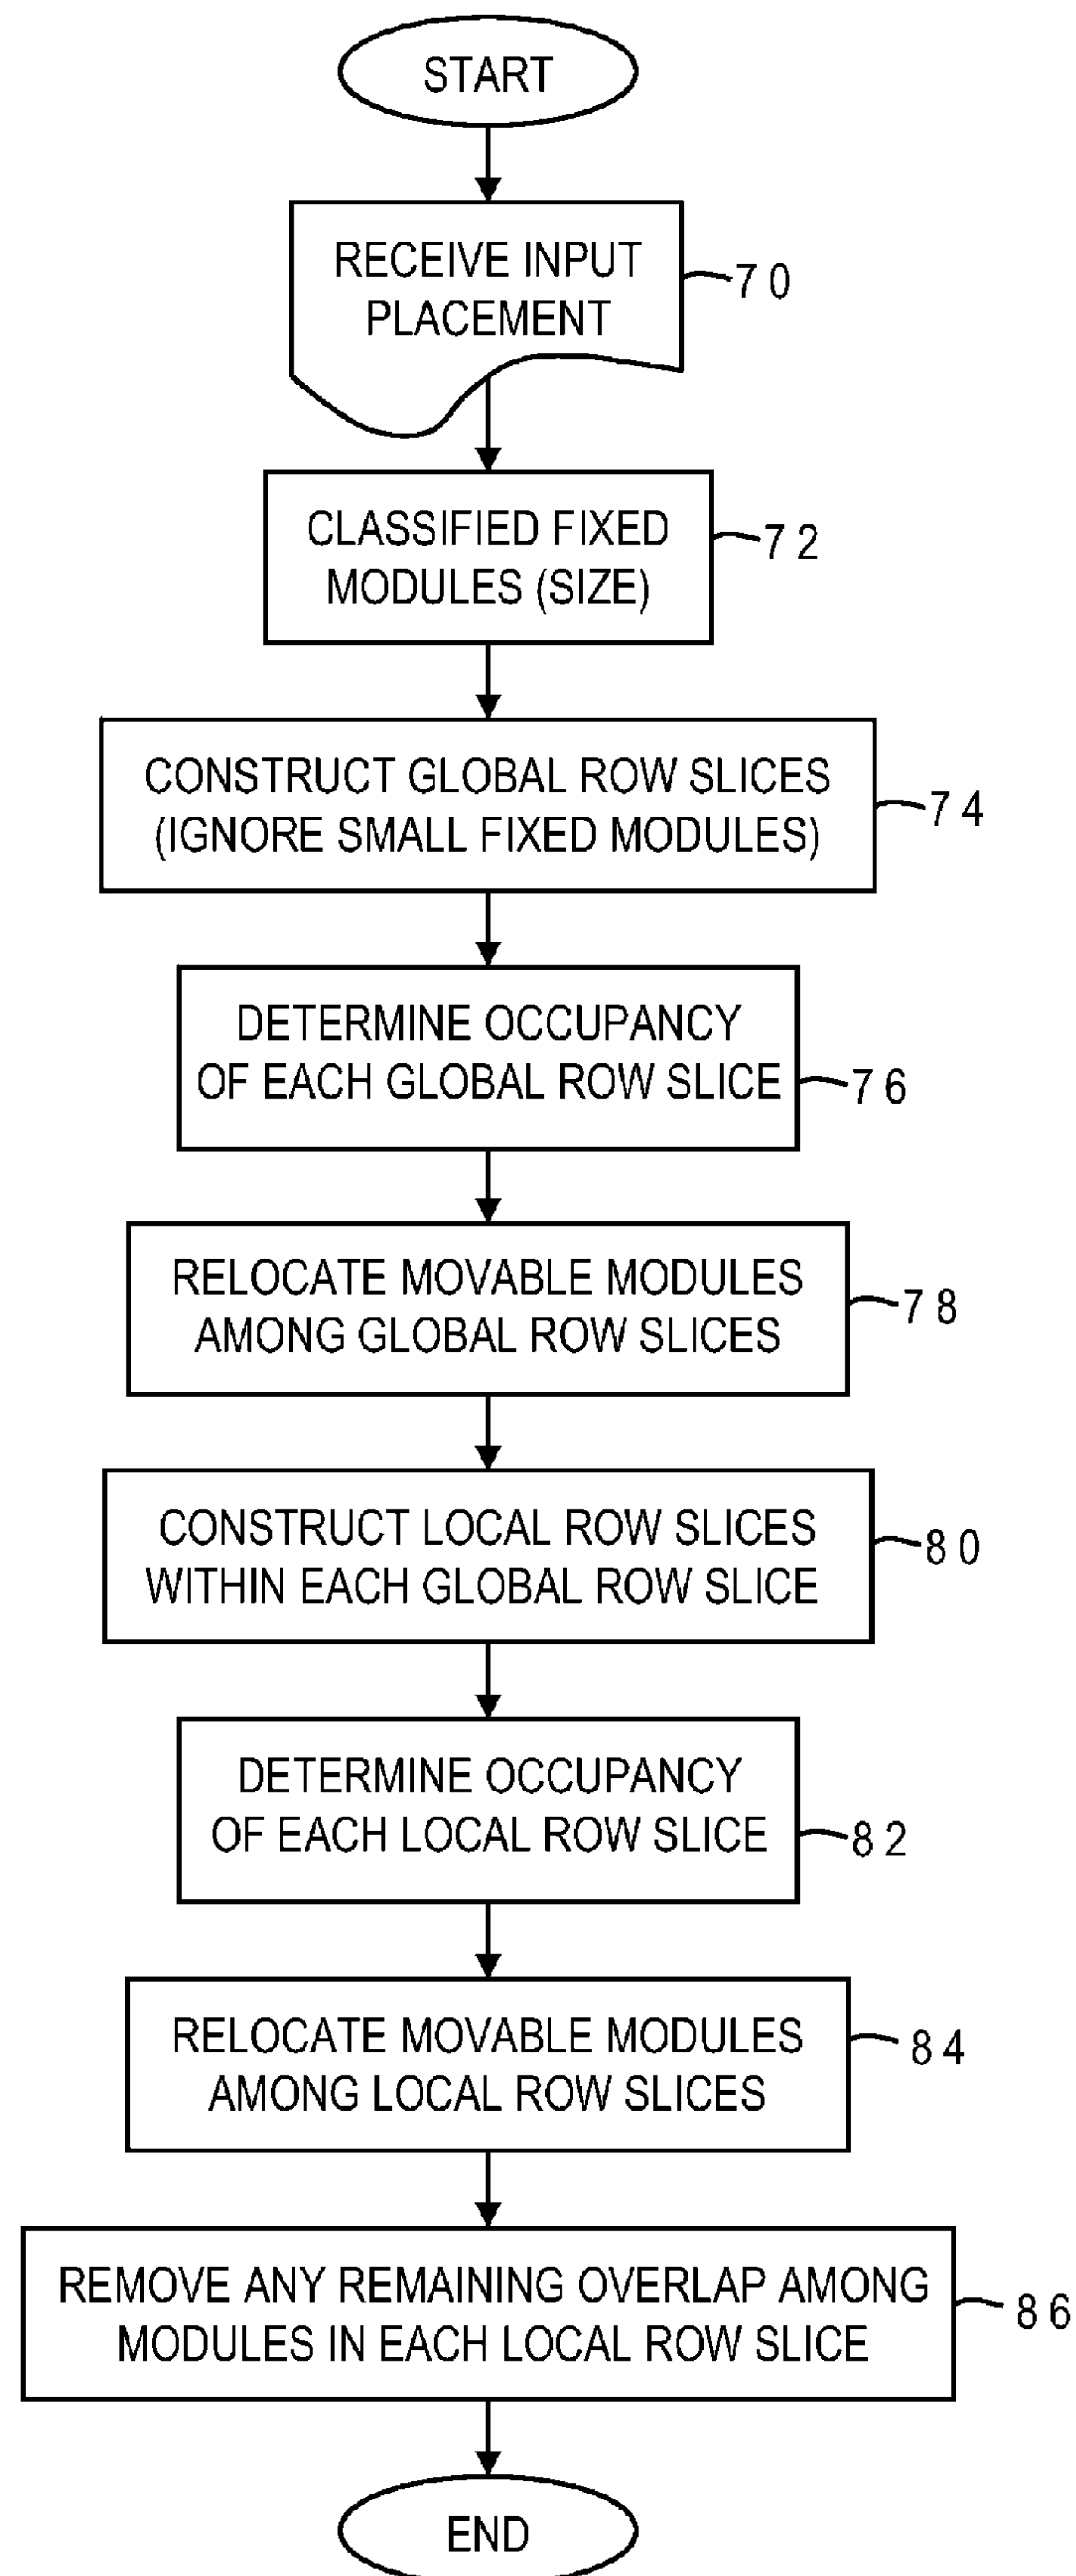 START
RECEIVE INPUT
PLACEMENT
70
CLASSIFIED FIXED
MODULES (SIZE)
72
CONSTRUCT GLOBAL ROW SLICES
(IGNORE SMALL FIXED MODULES)
74
DETERMINE OCCUPANCY
OF EACH GLOBAL ROW SLICE
76
RELOCATE MOVABLE MODULES
AMONG GLOBAL ROW SLICES
78
CONSTRUCT LOCAL ROW SLICES
WITHIN EACH GLOBAL ROW SLICE
80
DETERMINE OCCUPANCY
OF EACH LOCAL ROW SLICE
82
RELOCATE MOVABLE MODULES
AMONG LOCAL ROW SLICES
84
REMOVE ANY REMAINING OVERLAP AMONG
MODULES IN EACH LOCAL ROW SLICE
86
END